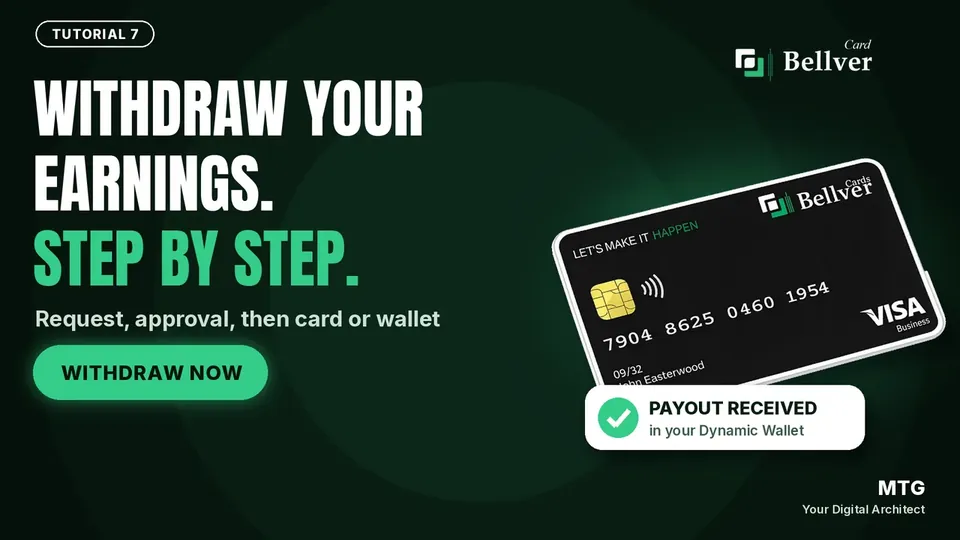 TUTORIAL 7
Card
Bellver
WITHDRAW YOUR
EARNINGS.
STEP BY STEP.
Request, approval, then card or wallet
WITHDRAW NOW
Cards
Bellver
LET'S MAKE IT HAPPEN
7904 8625 0460 1954
VISA
Business
09/32
John Easterwood
PAYOUT RECEIVED
in your Dynamic Wallet
MTG
Your Digital Architect